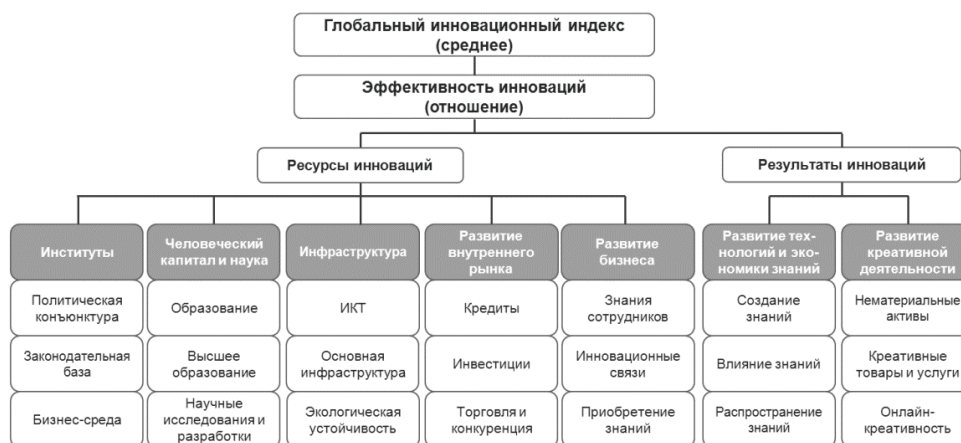 Глобальный инновационный индекс
(среднее)
Эффективность инноваций
(отношение)
Ресурсы инноваций
Результаты инноваций
Институты
Человеческий
капитал и наука
Инфраструктура
Развитие
внутреннего
рынка
Развитие
бизнеса
Развитие тех-
нологий и эко-
номики знаний
Развитие
креативной
деятельности
Политическая
конъюнктура
Образование
ИКТ
Кредиты
Знания
сотрудников
Создание
знаний
Нематериальные
активы
Законодательная
база
Высшее
образование
Основная
инфраструктура
Инвестиции
Инновационные
связи
Влияние знаний
Креативные
товары и услуги
Бизнес-среда
Научные
исследования и
разработки
Экологическая
устойчивость
Торговля и
конкуренция
Приобретение
знаний
Распространение
знаний
Онлайн-
креативность